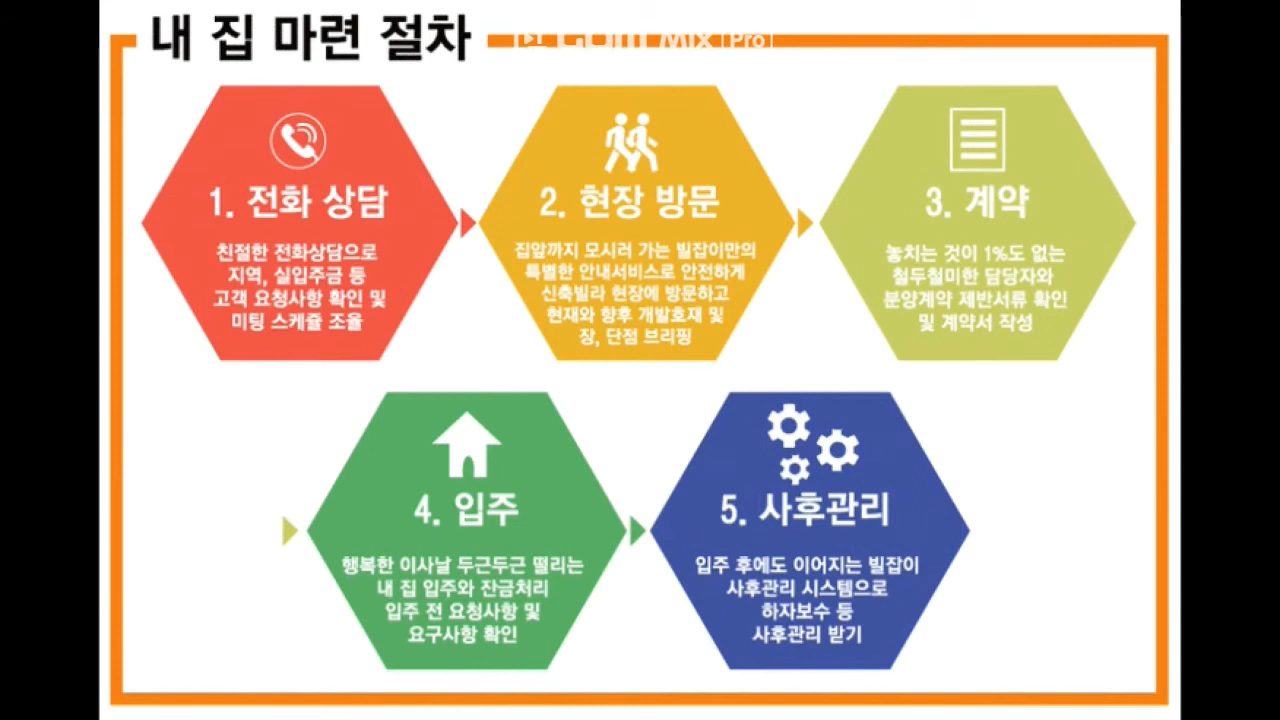 내 집 마련 절차
GOM Mix Pro
1. 전화 상담
친절한 전화상담으로
지역, 실입주금 등
고객 요청사항 확인 및
미팅 스케쥴 조율
2. 현장 방문
집앞까지 모시러 가는 빌잡이만의
특별한 안내서비스로 안전하게
신축빌라 현장에 방문하고
현재와 향후 개발호재 및
장, 단점 브리핑
3. 계약
놓치는 것이 1%도 없는
철두철미한 담당자와
분양계약 제반서류 확인
및 계약서 작성
4. 입주
행복한 이사날 두근두근 떨리는
내 집 입주와 잔금처리
입주 전 요청사항 및
요구사항 확인
5. 사후관리
입주 후에도 이어지는 빌잡이
사후관리 시스템으로
하자보수 등
사후관리 받기